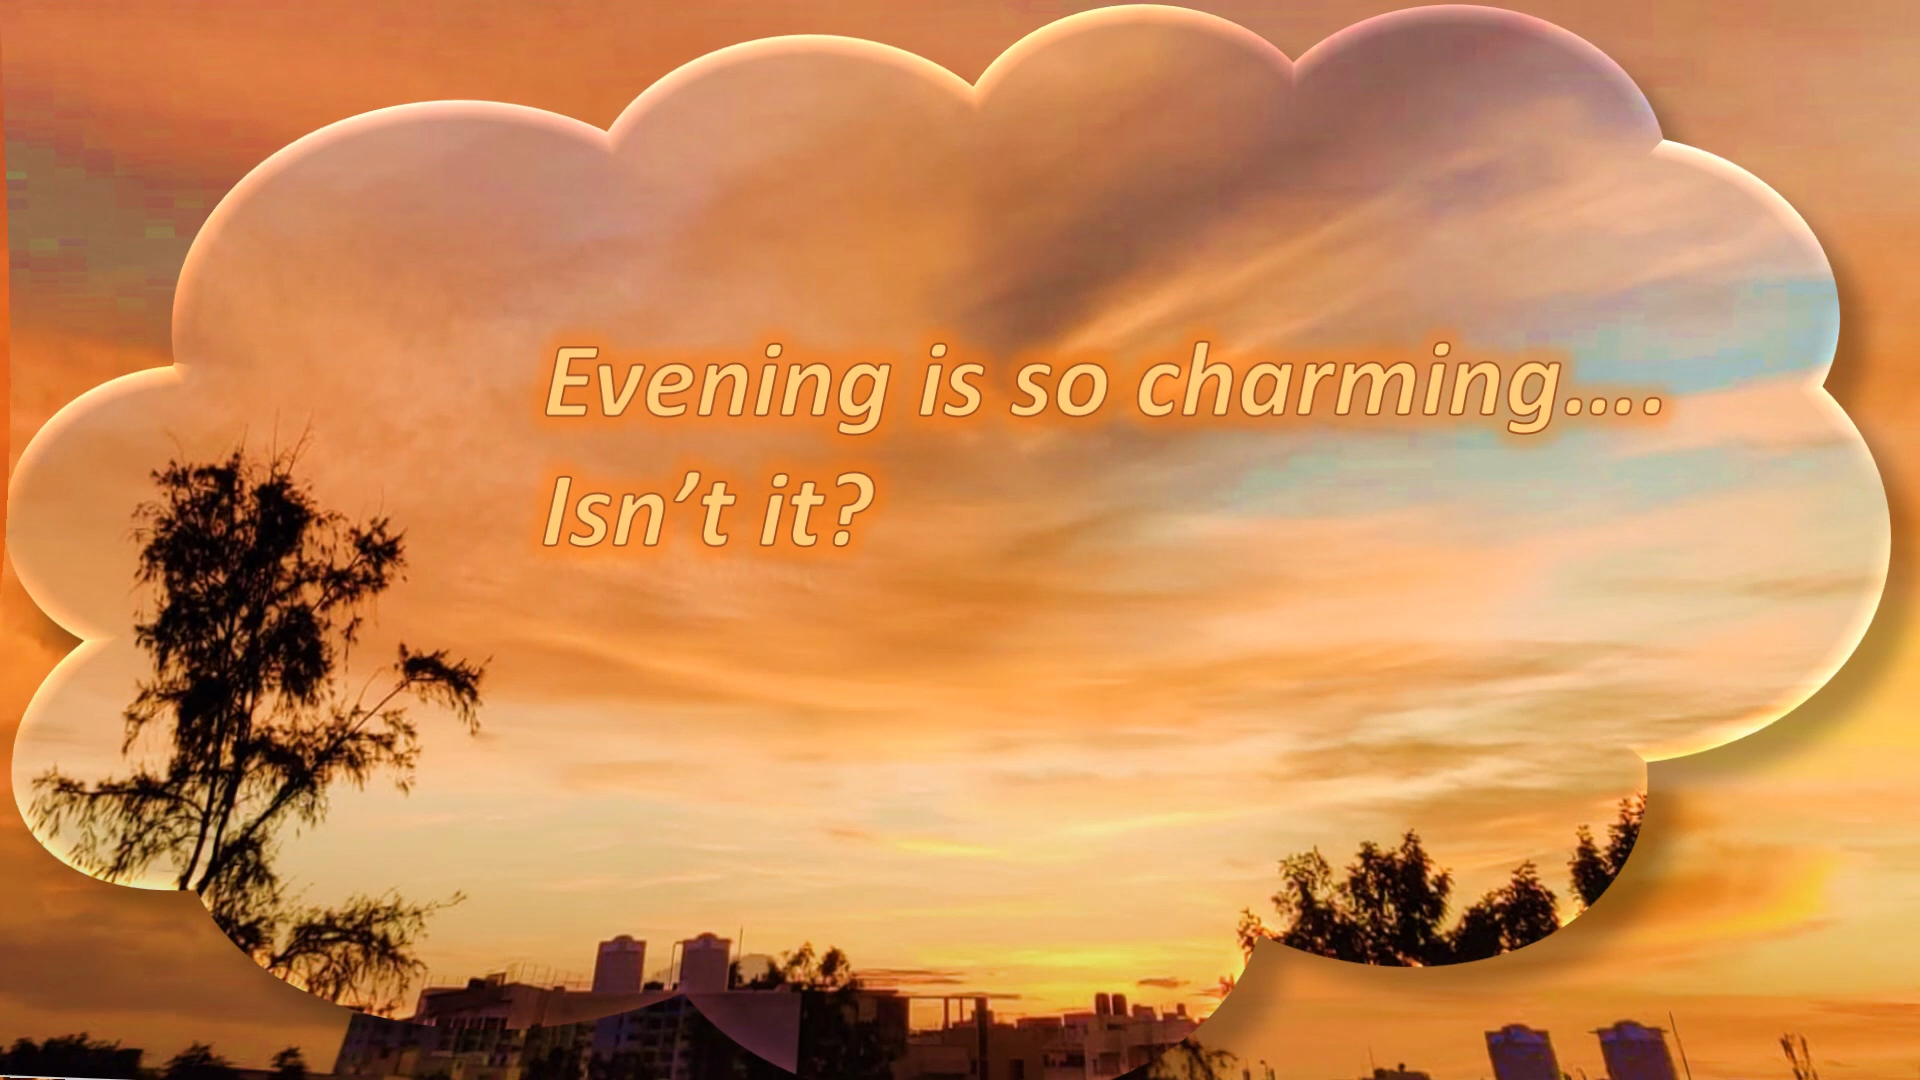 Evening is so charming....
Isn’t it?